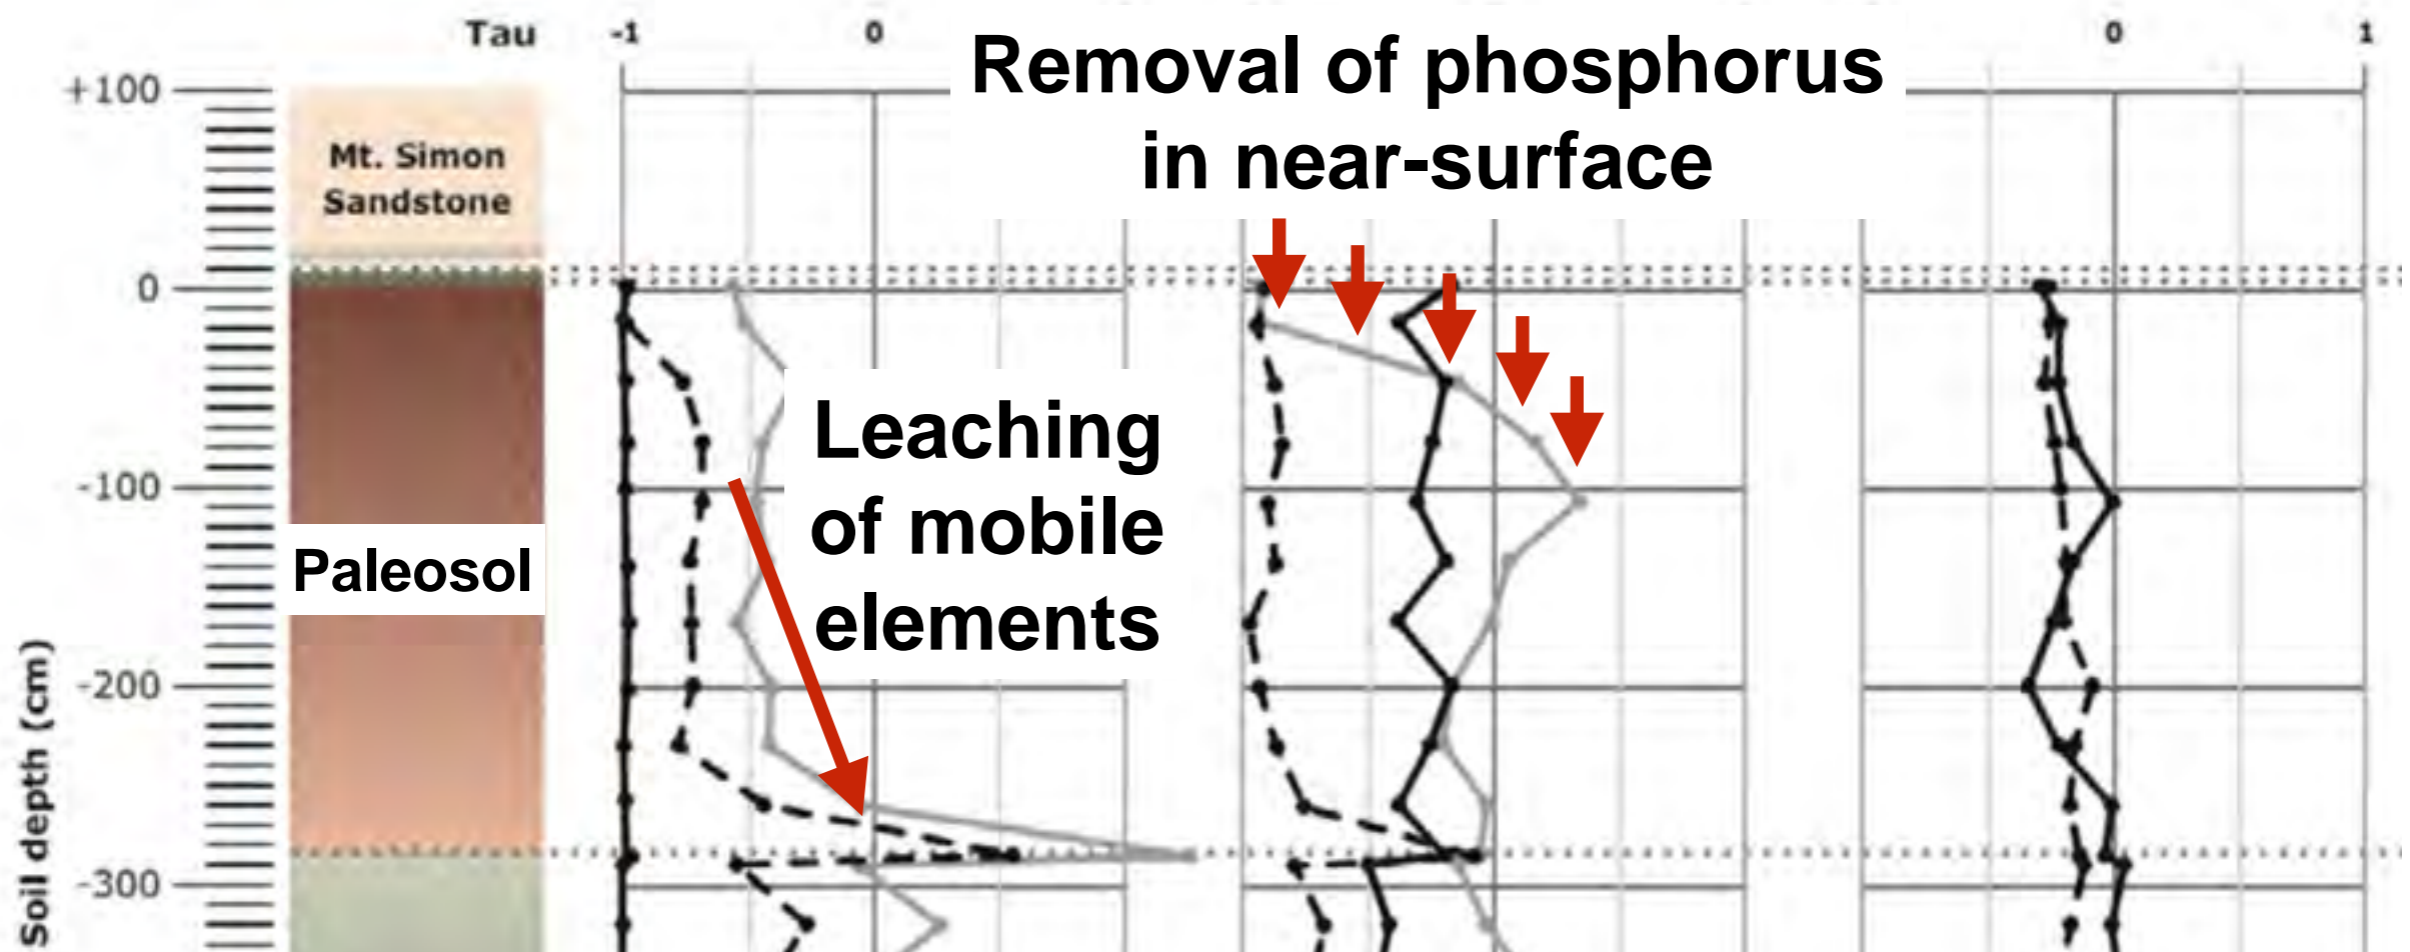 Tau -1 0 0 1
Removal of phosphorus
in near-surface
+100
Mt. Simon
Sandstone
0
Leaching
of mobile
elements
-100
Paleosol
-200
-300
Soil depth (cm)